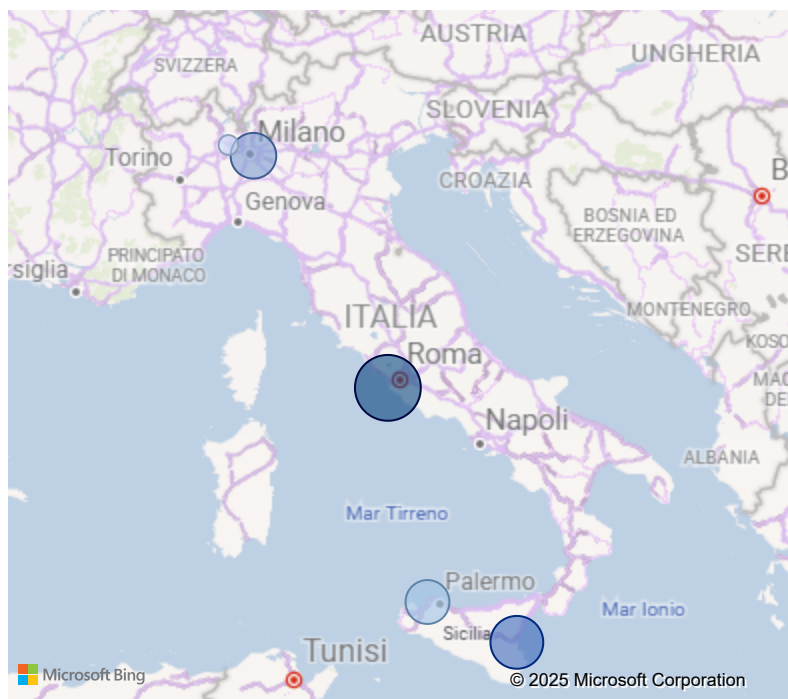 AUSTRIA
UNGHERIA
SVIZZERA
SLOVENIA
Milano
Torino
CROAZIA
B
Genova
BOSNIA ED
ERZEGOVINA
PRINCIPATO
DI MONACO
SERE
rsiglia
MONTENEGRO
ITALIA
KOSO
Roma
MAC
DE
Napoli
ALBANIA
Mar Tirreno
Palermo
Mar Ionio
Sicilia
Tunisi
Microsoft Bing
© 2025 Microsoft Corporation